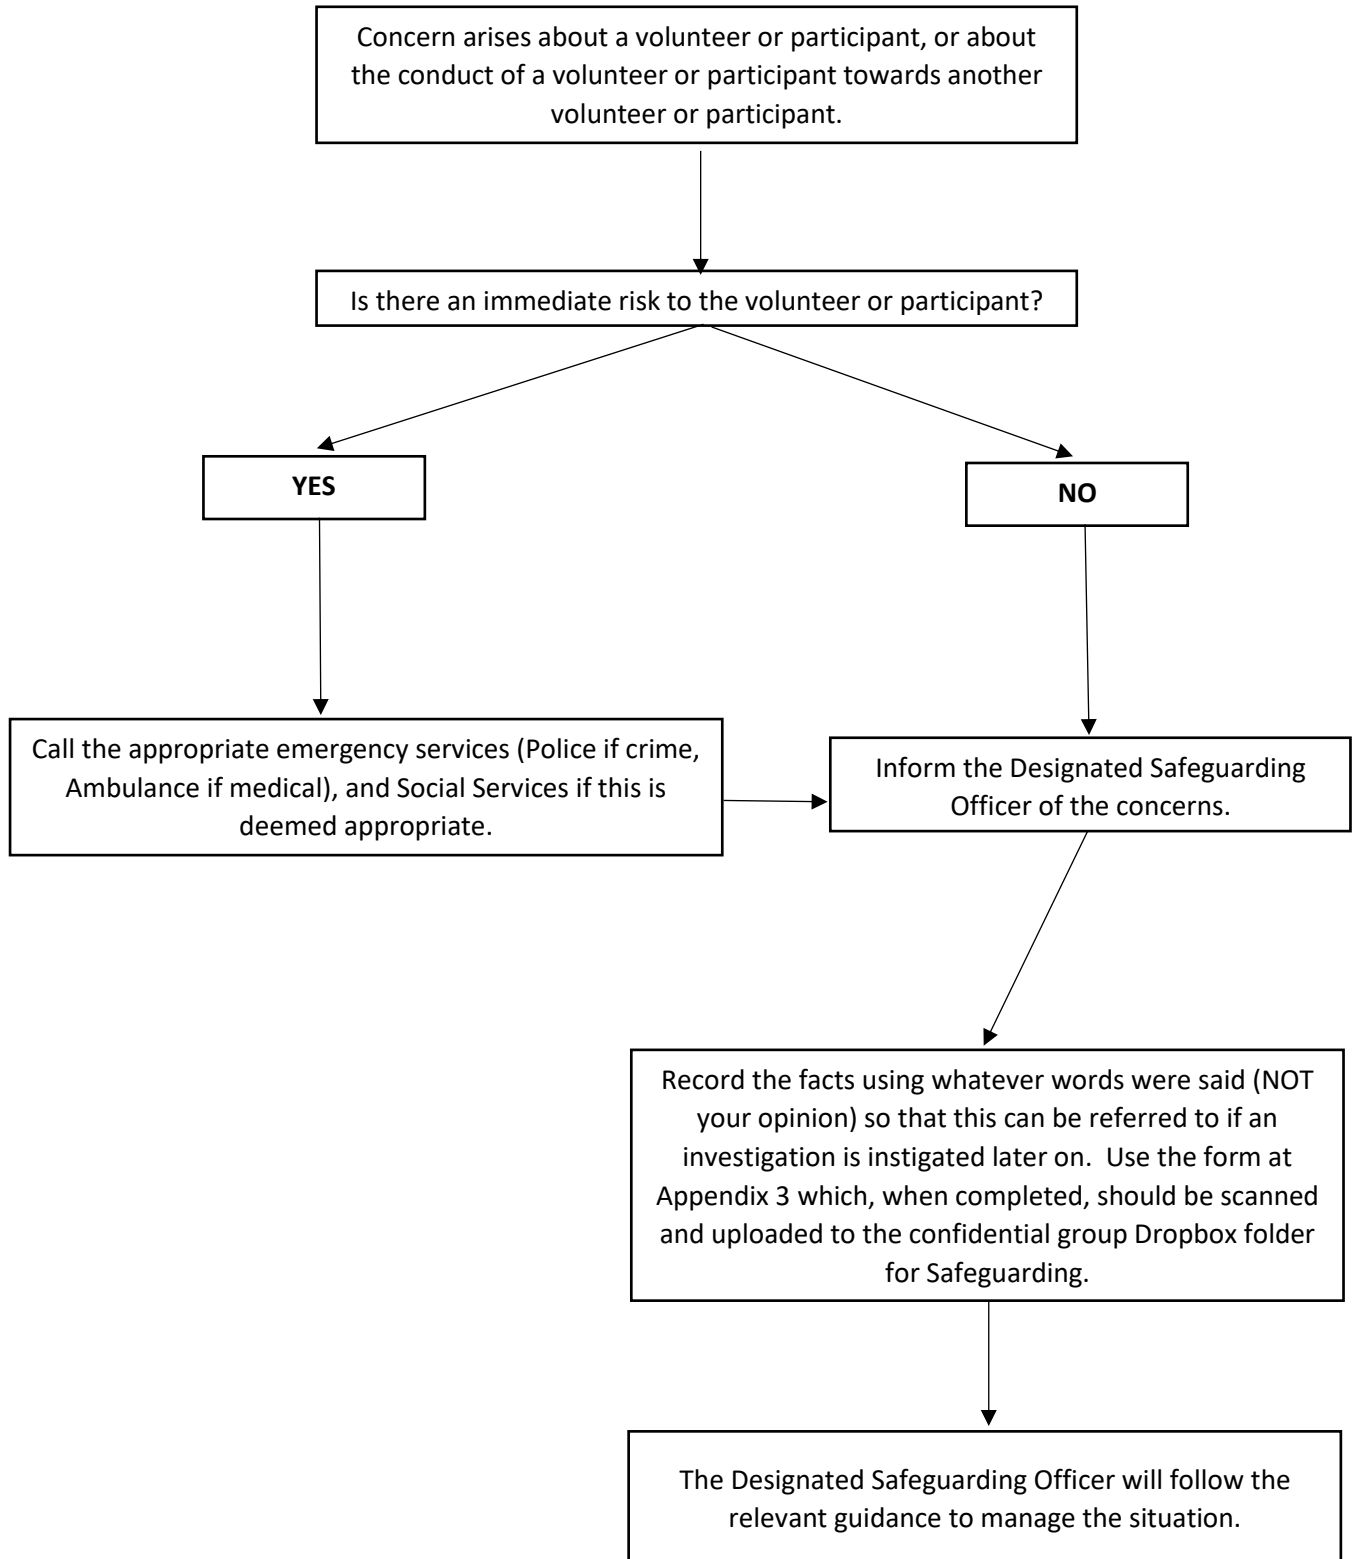 Concern arises about a volunteer or participant, or about
the conduct of a volunteer or participant towards another
volunteer or participant.
Is there an immediate risk to the volunteer or participant?
YES
NO
Call the appropriate emergency services (Police if crime,
Ambulance if medical), and Social Services if this is
deemed appropriate.
Inform the Designated Safeguarding
Officer of the concerns.
Record the facts using whatever words were said (NOT
your opinion) so that this can be referred to if an
investigation is instigated later on.  Use the form at
Appendix 3 which, when completed, should be scanned
and uploaded to the confidential group Dropbox folder
for Safeguarding.
The Designated Safeguarding Officer will follow the
relevant guidance to manage the situation.